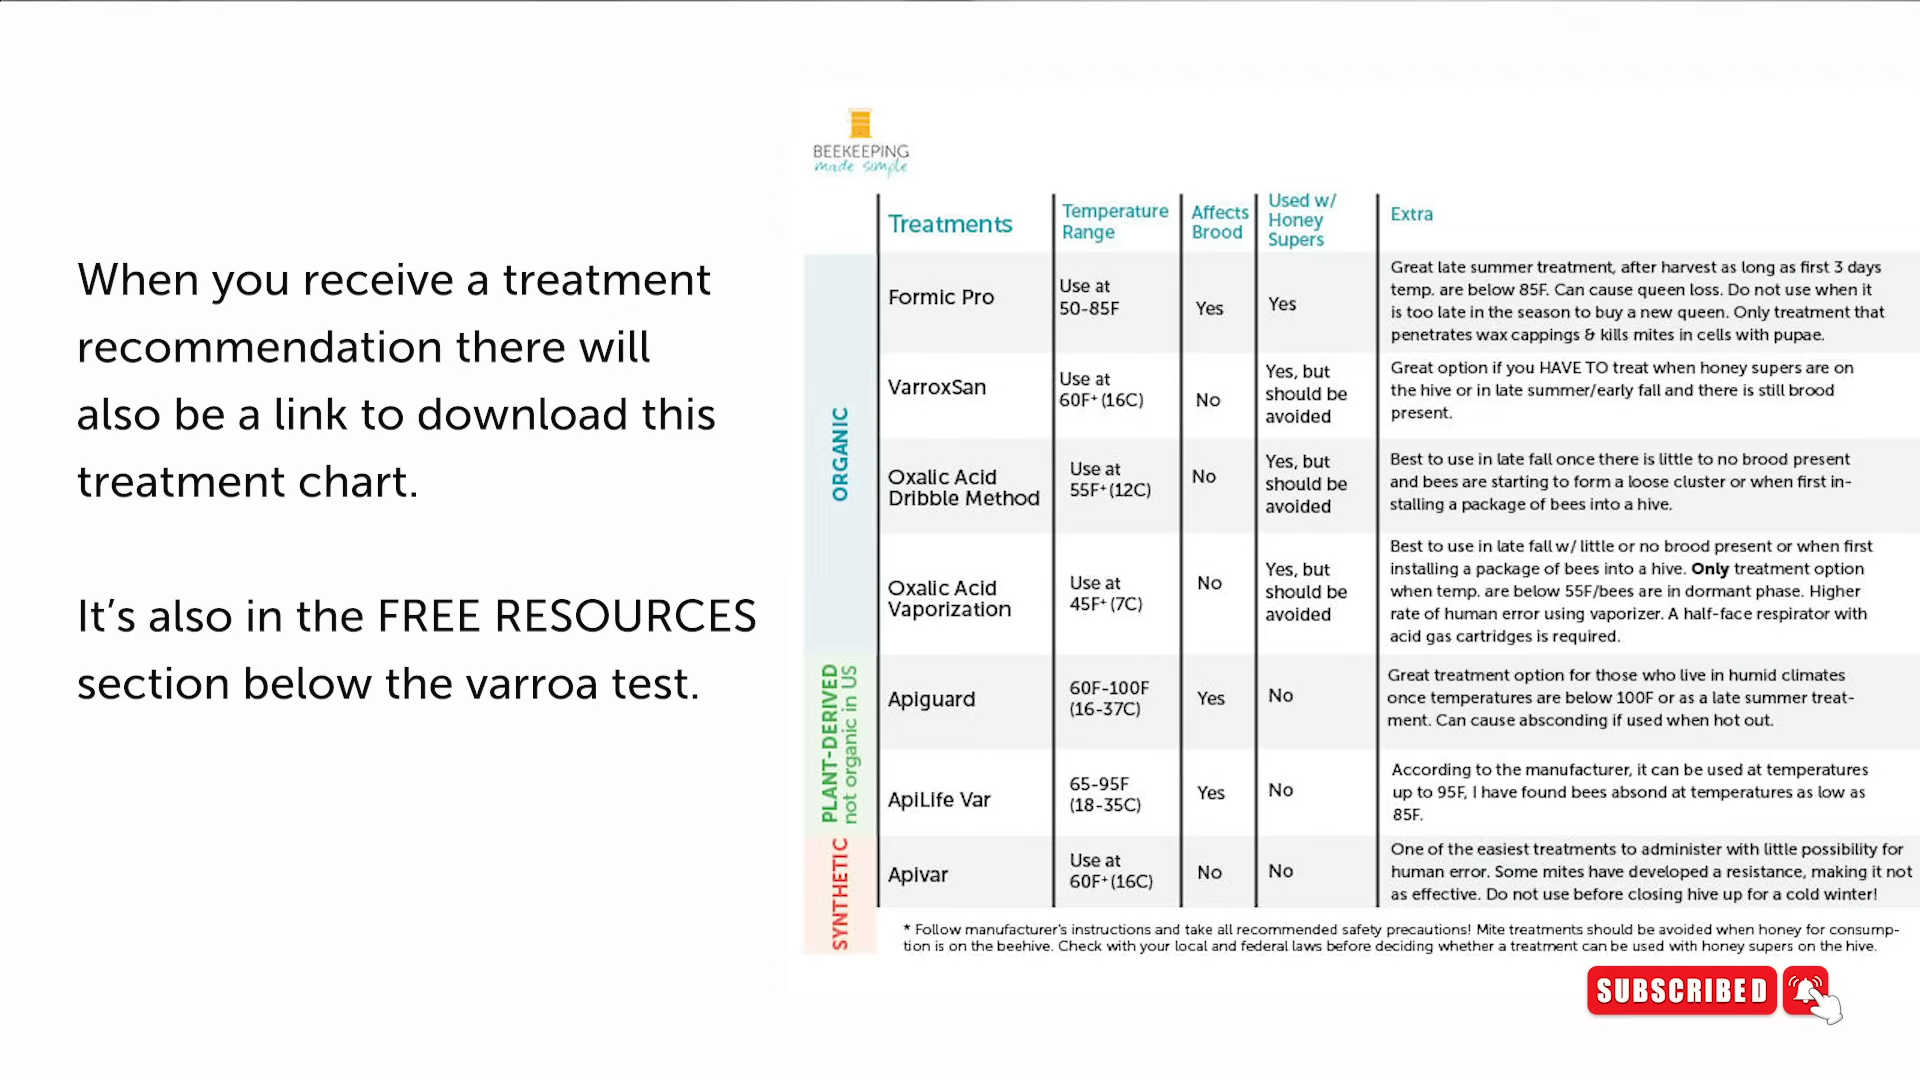 When you receive a treatment
recommendation there will
also be a link to download this
treatment chart.
It’s also in the FREE RESOURCES
section below the varroa test.
BEEKEEPING
made simple
Treatments
Temperature
Range
Affects
Brood
Used w/
Honey
Supers
Extra
ORGANIC
Formic Pro
Use at
50-85F
Yes
Yes
Great late summer treatment, after harvest as long as first 3 days
temp. are below 85F. Can cause queen loss. Do not use when it
is too late in the season to buy a new queen. Only treatment that
penetrates wax cappings & kills mites in cells with pupae.
VarroxSan
Use at
60F+ (16C)
No
Yes, but
should be
avoided
Great option if you HAVE TO treat when honey supers are on
the hive or in late summer/early fall and there is still brood
present.
Oxalic Acid
Dribble Method
Use at
55F+ (12C)
No
Yes, but
should be
avoided
Best to use in late fall once there is little to no brood present
and bees are starting to form a loose cluster or when first in-
stalling a package of bees into a hive.
Oxalic Acid
Vaporization
Use at
45F+ (7C)
No
Yes, but
should be
avoided
Best to use in late fall w/ little or no brood present or when first
installing a package of bees into a hive. Only treatment option
when temp. are below 55F/bees are in dormant phase. Higher
rate of human error using vaporizer. A half-face respirator with
acid gas cartridges is required.
PLANT-DERIVED
not organic in US
Apiguard
60F-100F
(16-37C)
Yes
No
Great treatment option for those who live in humid climates
once temperatures are below 100F or as a late summer treat-
ment. Can cause absconding if used when hot out.
ApiLife Var
65-95F
(18-35C)
Yes
No
According to the manufacturer, it can be used at temperatures
up to 95F, I have found bees absond at temperatures as low as
85F.
SYNTHETIC
Apivar
Use at
60F+ (16C)
No
No
One of the easiest treatments to administer with little possibility for
human error. Some mites have developed a resistance, making it not
as effective. Do not use before closing hive up for a cold winter!
* Follow manufacturer's instructions and take all recommended safety precautions! Mite treatments should be avoided when honey for consump-
tion is on the beehive. Check with your local and federal laws before deciding whether a treatment can be used with honey supers on the hive.
SUBSCRIBED